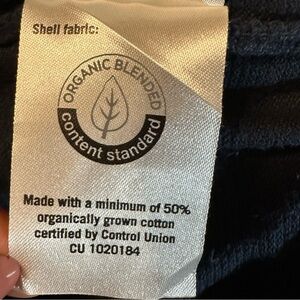 Shell fabric:
ORGANIC BLENDED
content standard
Made with a minimum of 50%
organically grown cotton
certified by Control Union
CU 1020184